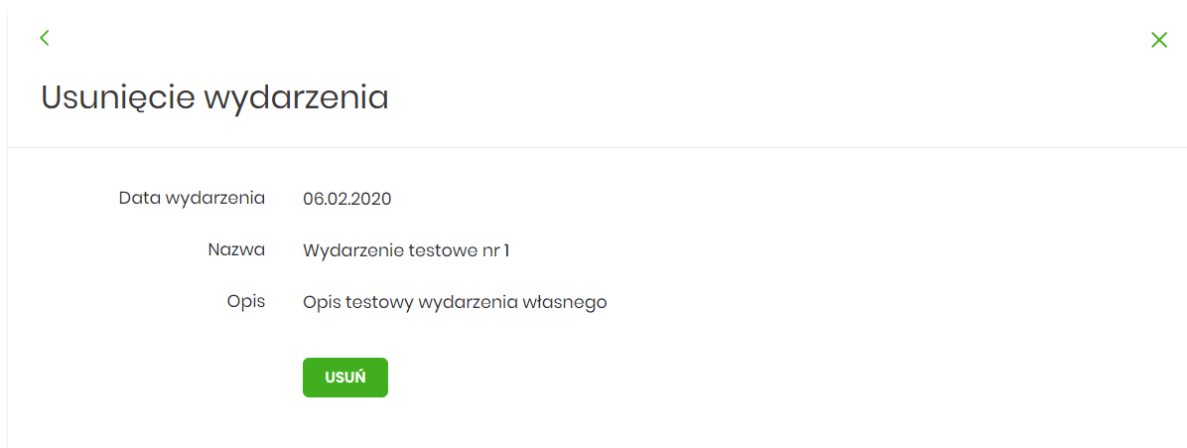 Usunięcie wydarzenia
Data wydarzenia 06.02.2020
Nazwa Wydarzenie testowe nr 1
Opis Opis testowy wydarzenia własnego
USUŃ